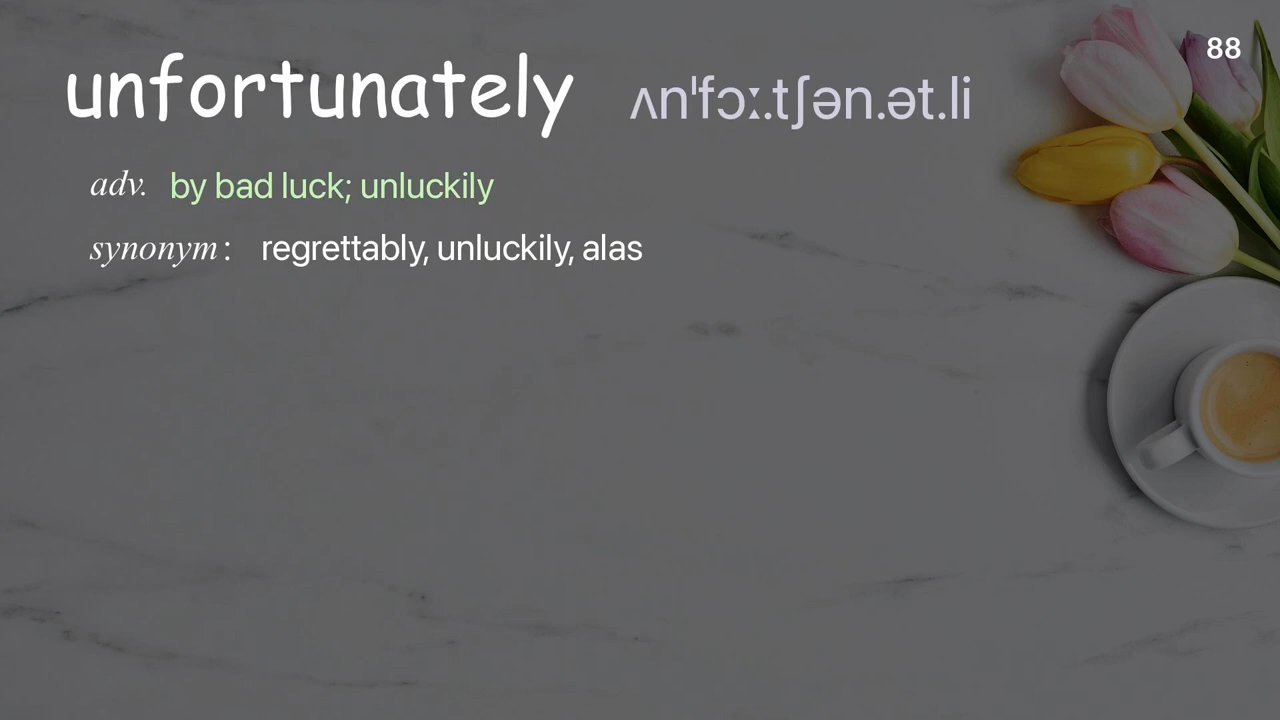 88
unfortunately ʌnˈfɔː.tʃən.ət.li
adv. by bad luck; unluckily
synonym: regrettably, unluckily, alas